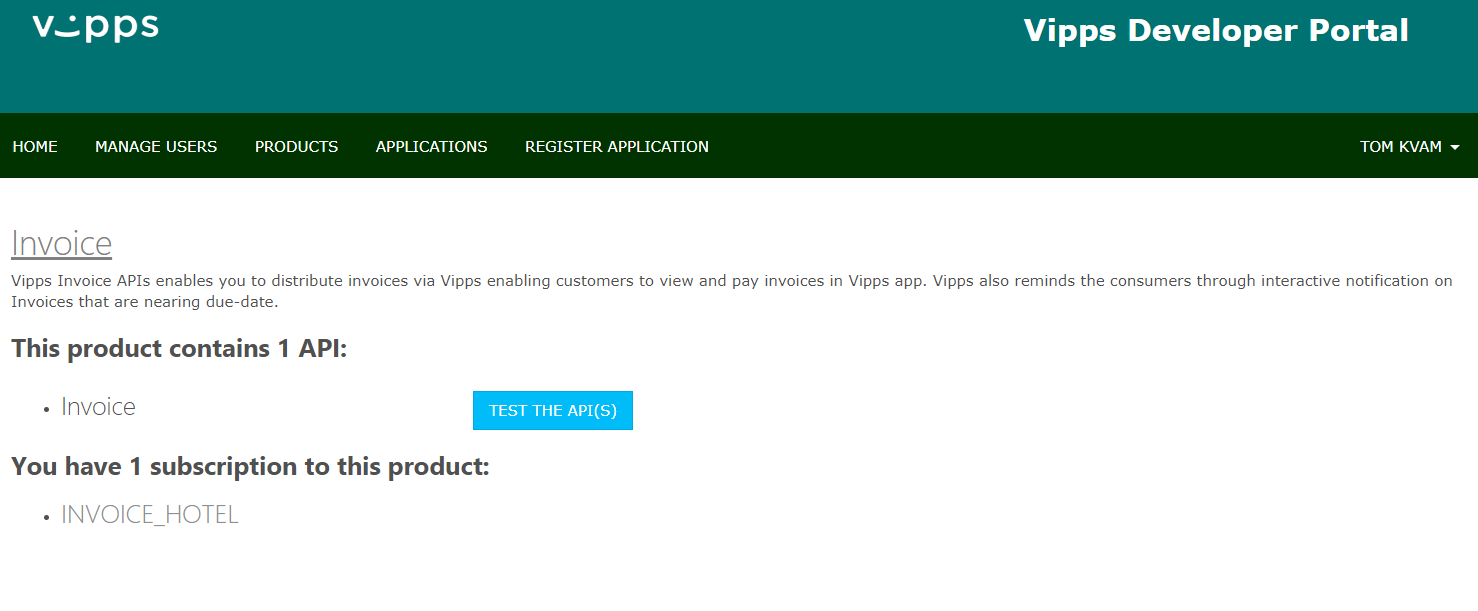 vipps
Vipps Developer Portal
HOME MANAGE USERS PRODUCTS APPLICATIONS REGISTER APPLICATION TOM KVAM
Invoice
Vipps Invoice APIs enables you to distribute invoices via Vipps enabling customers to view and pay invoices in Vipps app. Vipps also reminds the consumers through interactive notification on
Invoices that are nearing due-date.
This product contains 1 API:
• Invoice TEST THE API(S)
You have 1 subscription to this product:
• INVOICE_HOTEL